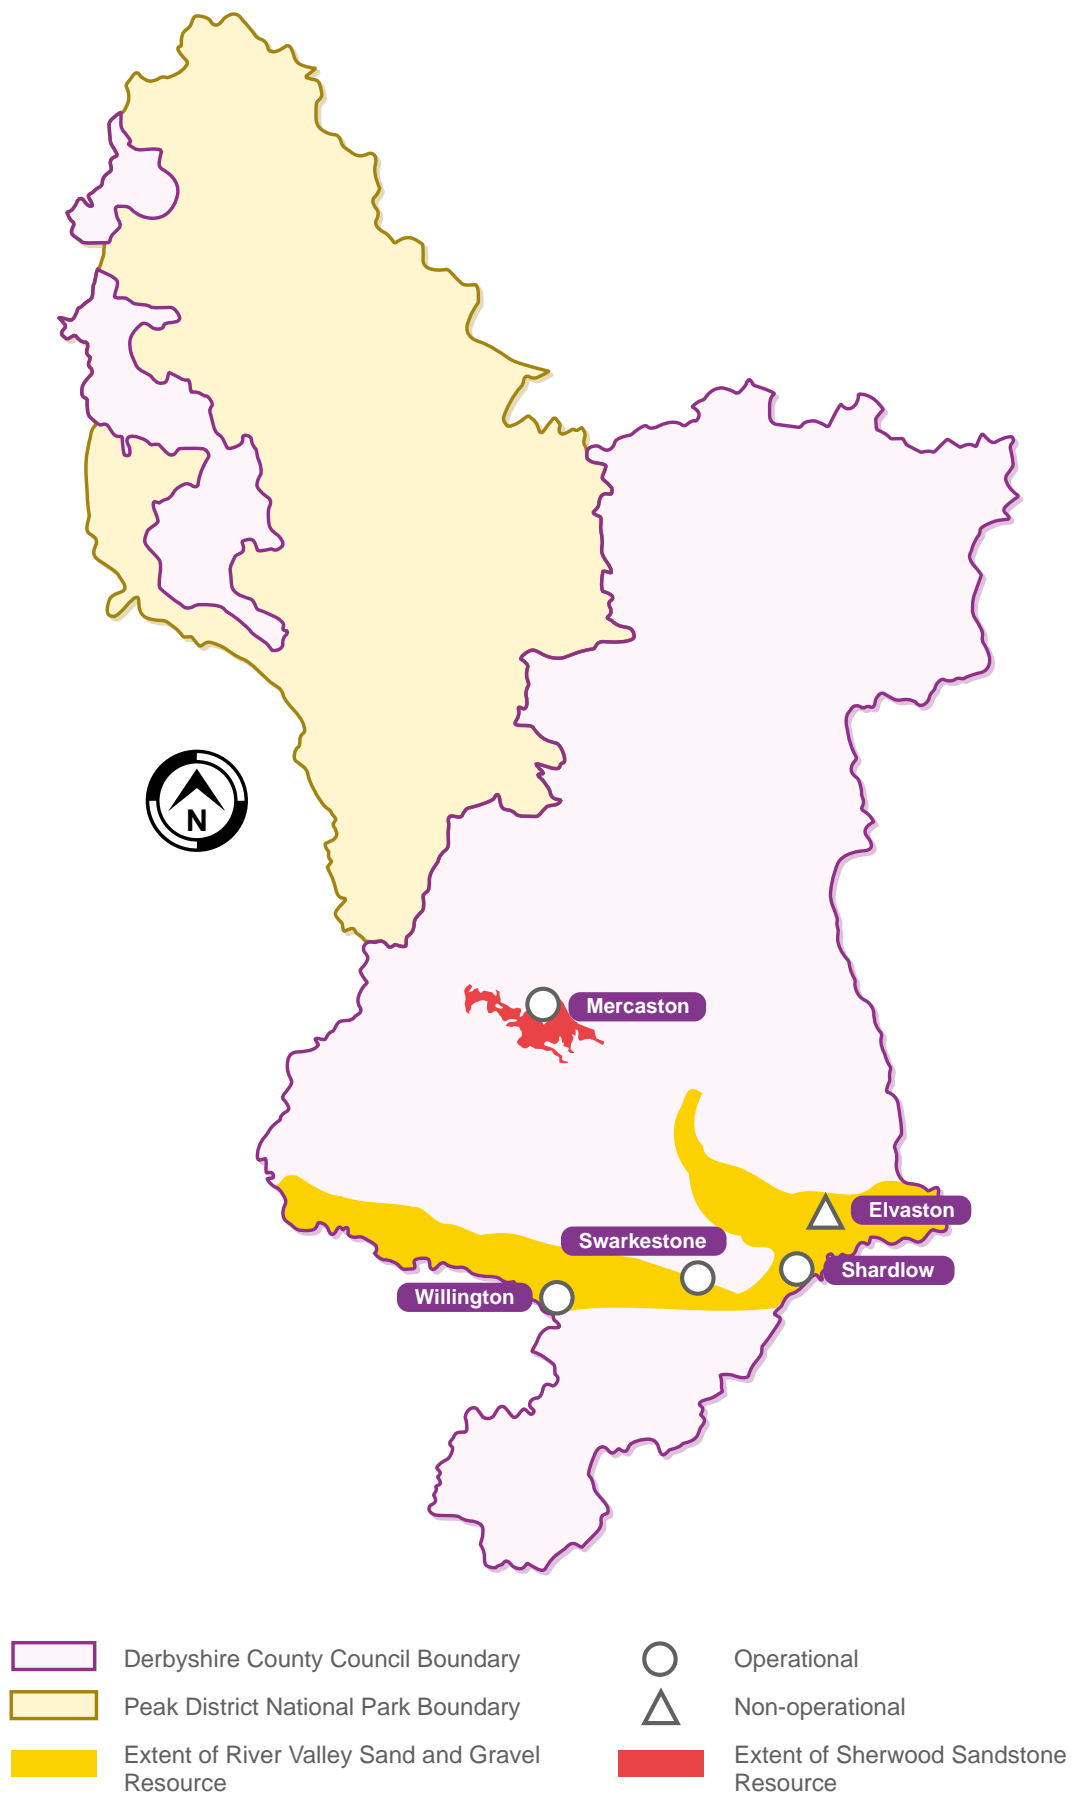 N
Mercaston
Elvaston
Swarkestone
Shardlow
Willington
Derbyshire County Council Boundary
Operational
Peak District National Park Boundary
Non-operational
Extent of River Valley Sand and Gravel
Resource
Extent of Sherwood Sandstone
Resource